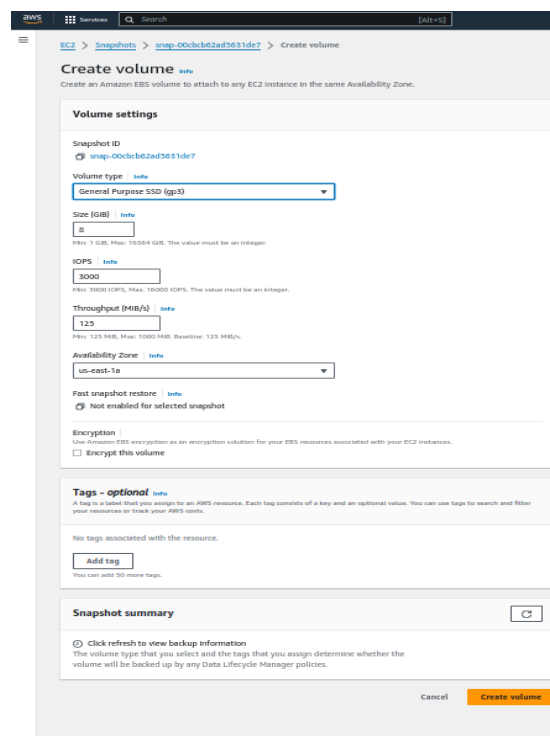 aws Services Search [Alt+S]
EC2 > Snapshots > snap-00cbcb62ad5631de7 > Create volume
Create volume Info
Create an Amazon EBS volume to attach to any EC2 instance in the same Availability Zone.
Volume settings
Snapshot ID
snap-00cbcb62ad5631de7
Volume type Info
General Purpose SSD (gp3)
Size (GiB) Info
8
Min: 1 GiB, Max: 16384 GiB. The value must be an integer.
IOPS Info
3000
Min: 3000 IOPS, Max: 16000 IOPS. The value must be an integer.
Throughput (MiB/s) Info
125
Min: 125 MiB, Max: 1000 MiB. Baseline: 125 MiB/s.
Availability Zone Info
us-east-1a
Fast snapshot restore Info
Not enabled for selected snapshot
Encryption
Use Amazon EBS encryption as an encryption solution for your EBS resources associated with your EC2 instances.
Encrypt this volume
Tags - optional Info
A tag is a label that you assign to an AWS resource. Each tag consists of a key and an optional value. You can use tags to search and filter
your resources or track your AWS costs.
No tags associated with the resource.
Add tag
You can add 50 more tags.
Snapshot summary
Click refresh to view backup information
The volume type that you select and the tags that you assign determine whether the
volume will be backed up by any Data Lifecycle Manager policies.
Cancel Create volume